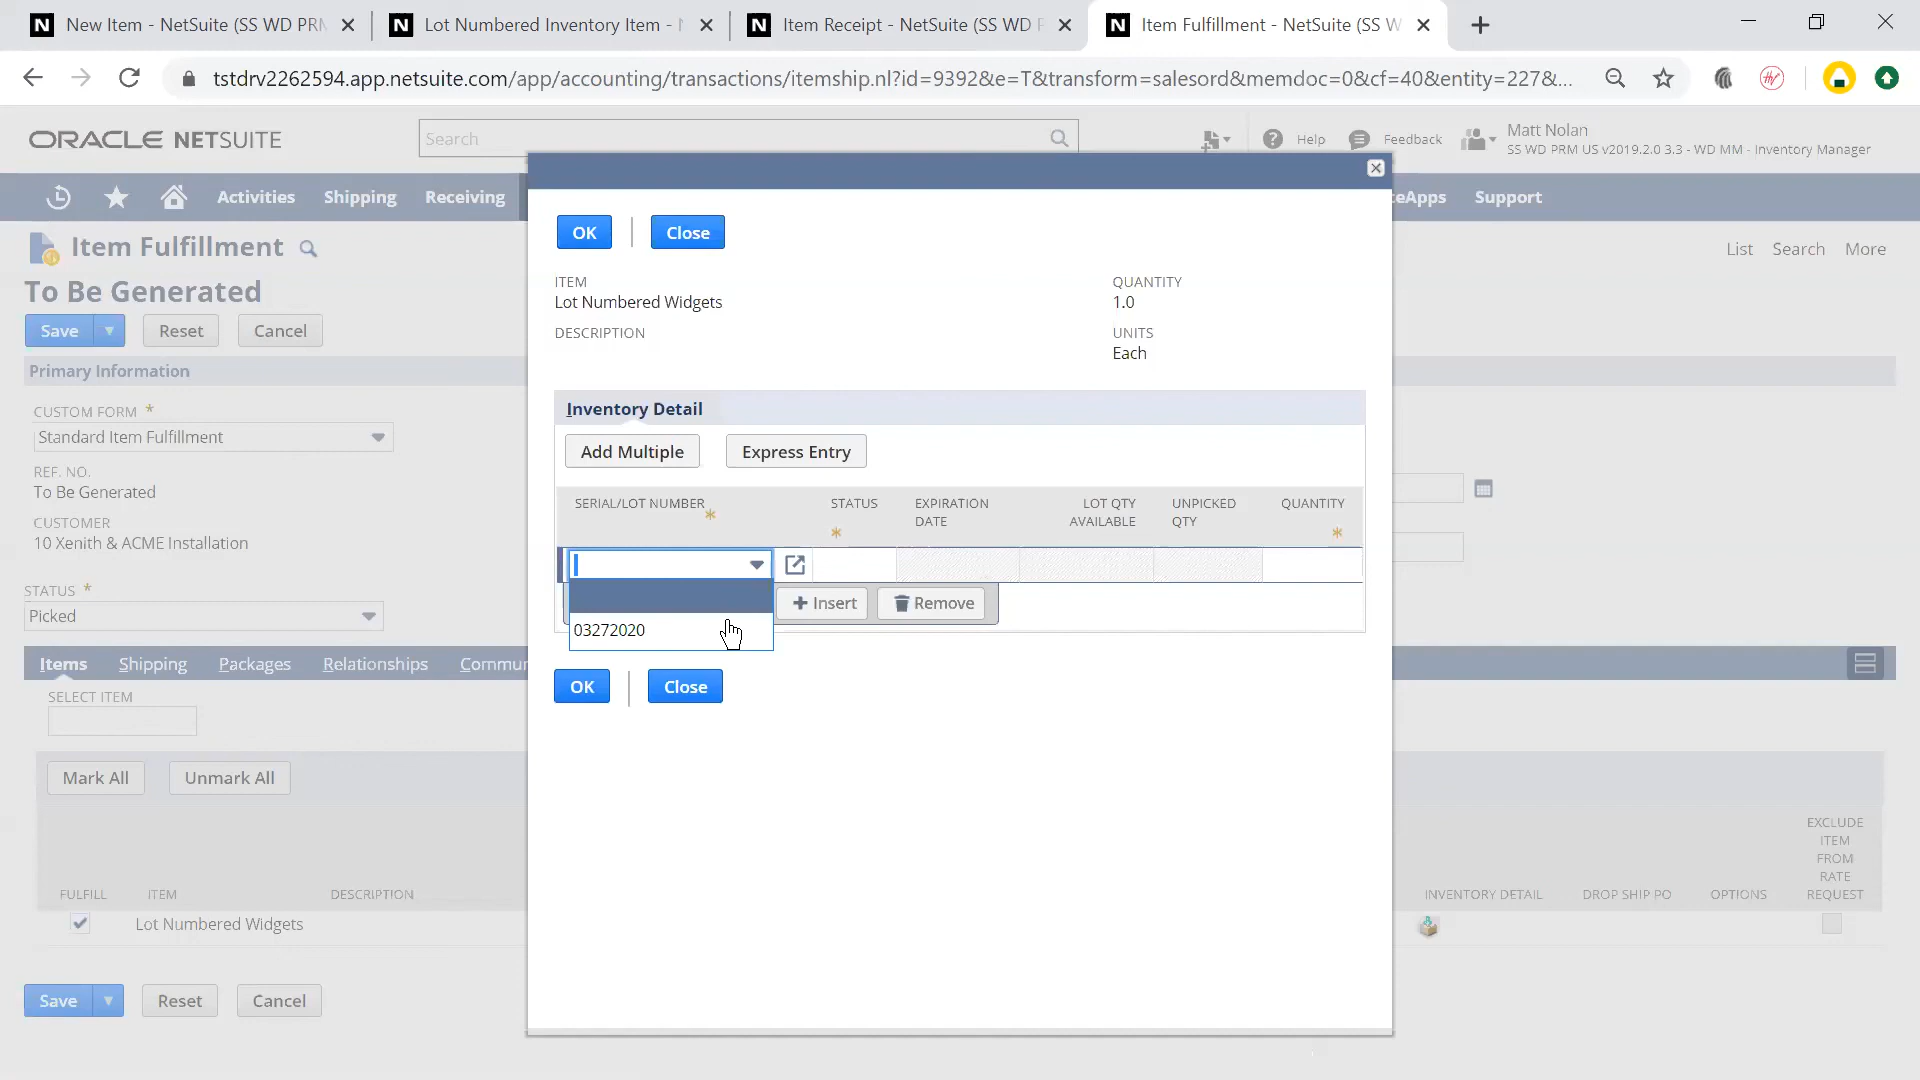 New Item - NetSuite (SS WD PRM
Lot Numbered Inventory Item - N
Item Receipt - NetSuite (SS WD P
Item Fulfillment - NetSuite (SS W
tstdrv2262594.app.netsuite.com/app/accounting/transactions/itemship.nl?id=9392&e=T&transform=salesord&memdoc=0&cf=40&entity=227&...
ORACLE NETSUITE
Search
Help
Feedback
Matt Nolan
SS WD PRM US v2019.2.0 3.3 - WD MM - Inventory Manager
Activities
Shipping
Receiving
teApps
Support
Item Fulfillment
List
Search
More
To Be Generated
Save
Reset
Cancel
Primary Information
CUSTOM FORM *
Standard Item Fulfillment
REF. NO.
To Be Generated
CUSTOMER
10 Xenith & ACME Installation
STATUS *
Picked
Items
Shipping
Packages
Relationships
Commun
SELECT ITEM
Mark All
Unmark All
FULFILL
ITEM
DESCRIPTION
INVENTORY DETAIL
DROP SHIP PO
OPTIONS
EXCLUDE
ITEM
FROM
RATE
REQUEST
Lot Numbered Widgets
Save
Reset
Cancel
OK
Close
ITEM
Lot Numbered Widgets
DESCRIPTION
QUANTITY
1.0
UNITS
Each
Inventory Detail
Add Multiple
Express Entry
SERIAL/LOT NUMBER *
STATUS *
EXPIRATION
DATE
LOT QTY
AVAILABLE
UNPICKED
QTY
QUANTITY *
Insert
Remove
03272020
OK
Close